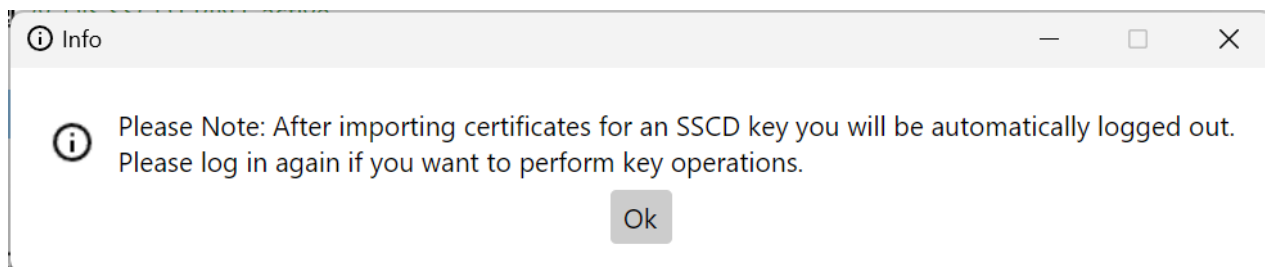 Info
Please Note: After importing certificates for an SSCD key you will be automatically logged out.
Please log in again if you want to perform key operations.
Ok